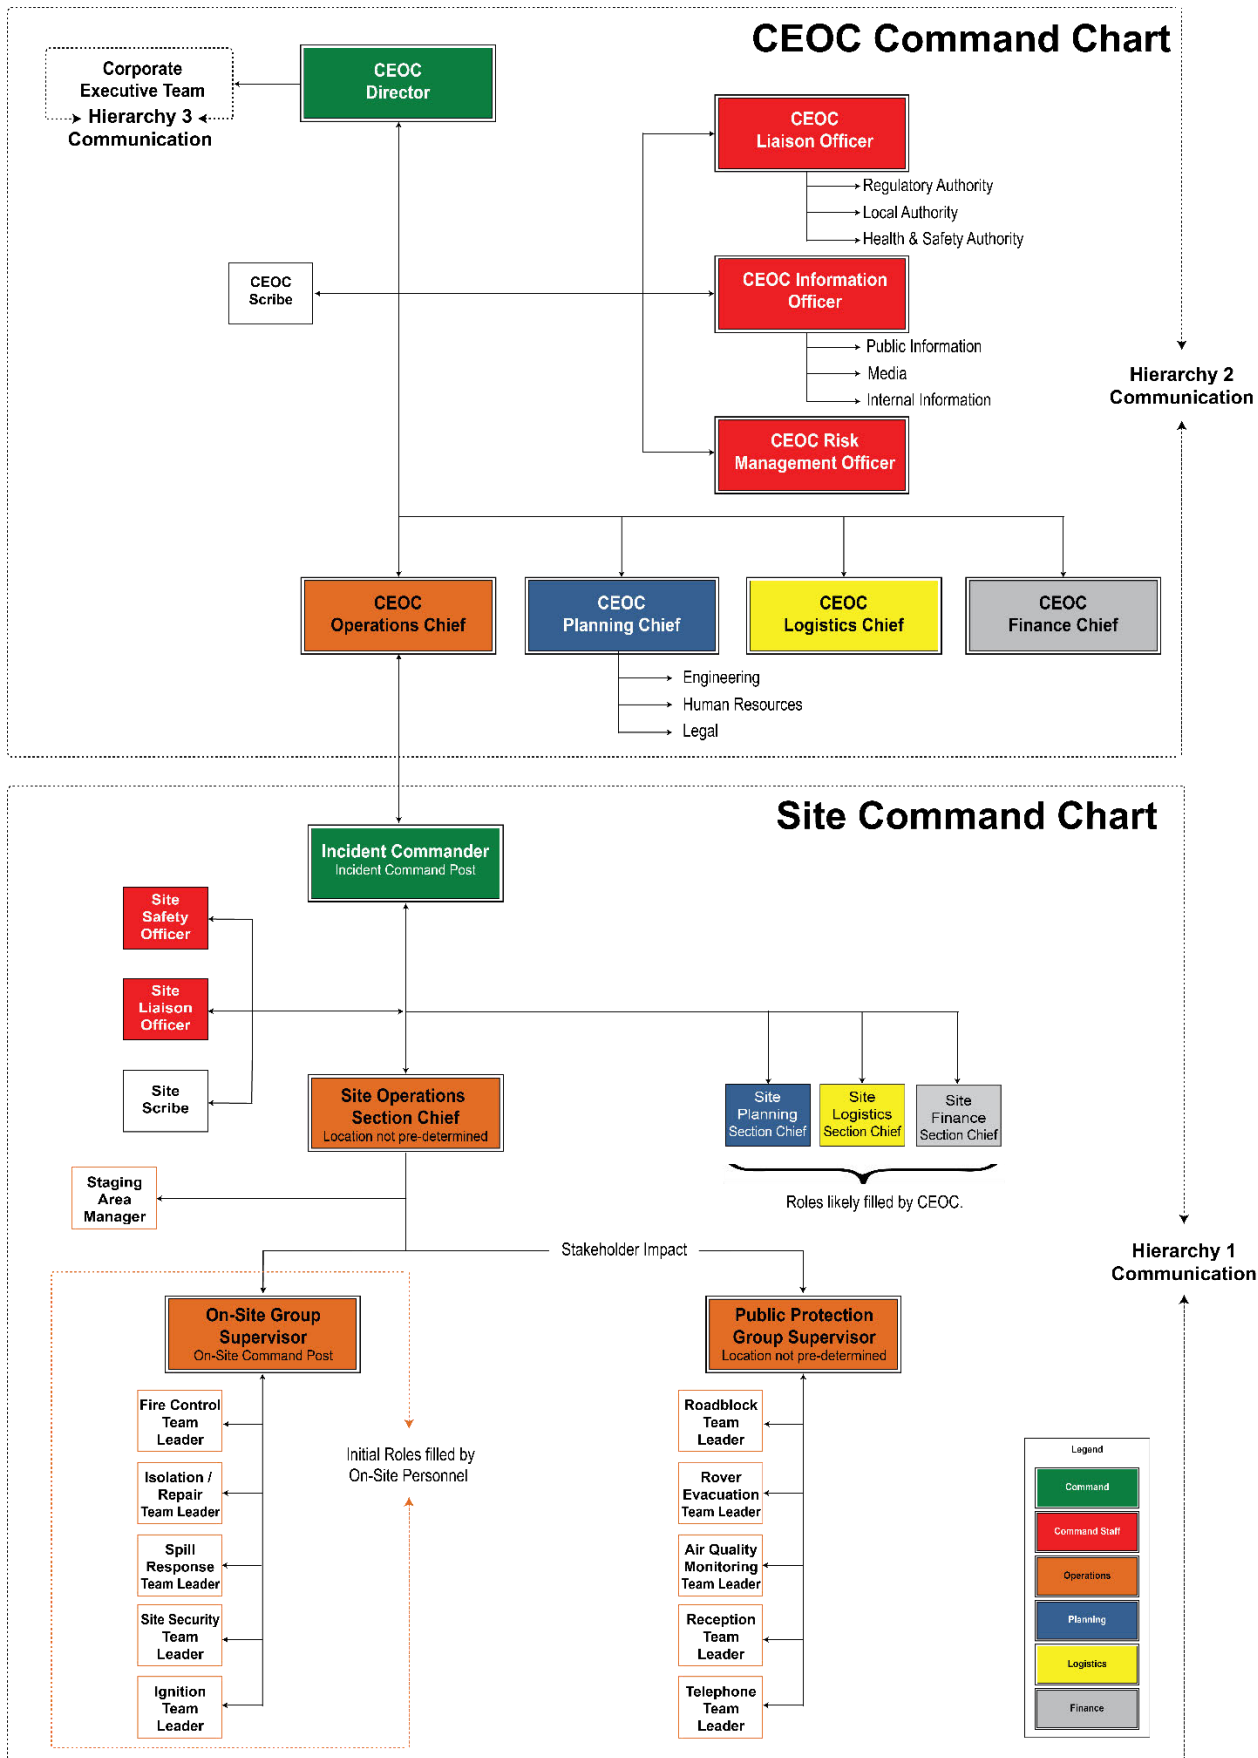 CEOC Command Chart
Corporate
Executive Team
Hierarchy 3
Communication
CEOC
Director
CEOC
Liaison Officer
Regulatory Authority
Local Authority
Health & Safety Authority
CEOC
Scribe
CEOC Information
Officer
Public Information
Media
Internal Information
Hierarchy 2
Communication
CEOC Risk
Management Officer
CEOC
Operations Chief
CEOC
Planning Chief
CEOC
Logistics Chief
CEOC
Finance Chief
Engineering
Human Resources
Legal
Site Command Chart
Incident Commander
Incident Command Post
Site
Safety
Officer
Site
Liaison
Officer
Site
Scribe
Site Operations
Section Chief
Location not pre-determined
Site
Planning
Section Chief
Site
Logistics
Section Chief
Site
Finance
Section Chief
Roles likely filled by CEOC.
Staging
Area
Manager
Stakeholder Impact
Hierarchy 1
Communication
On-Site Group
Supervisor
On-Site Command Post
Public Protection
Group Supervisor
Location not pre-determined
Fire Control
Team
Leader
Isolation /
Repair
Team Leader
Spill
Response
Team Leader
Site Security
Team
Leader
Ignition
Team
Leader
Initial Roles filled by
On-Site Personnel
Roadblock
Team
Leader
Rover
Evacuation
Team Leader
Air Quality
Monitoring
Team Leader
Reception
Team
Leader
Telephone
Team
Leader
Legend
Command
Command Staff
Operations
Planning
Logistics
Finance